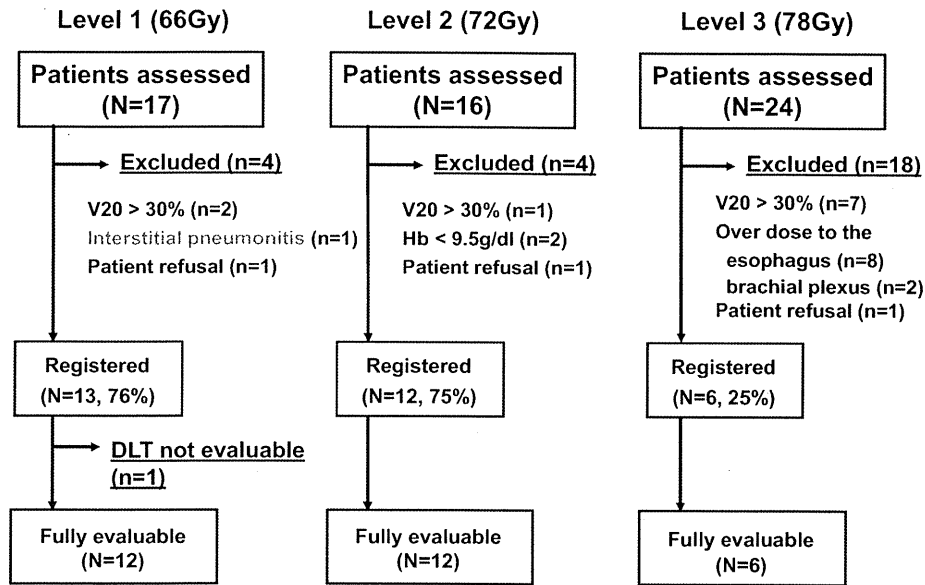 Level 1 (66Gy)
Patients assessed
(N=17)
Excluded (n=4)
V20 > 30% (n=2)
Interstitial pneumonitis (n=1)
Patient refusal (n=1)
Registered
(N=13, 76%)
DLT not evaluable
(n=1)
Fully evaluable
(N=12)
Level 2 (72Gy)
Patients assessed
(N=16)
Excluded (n=4)
V20 > 30% (n=1)
Hb < 9.5g/dl (n=2)
Patient refusal (n=1)
Registered
(N=12, 75%)
Fully evaluable
(N=12)
Level 3 (78Gy)
Patients assessed
(N=24)
Excluded (n=18)
V20 > 30% (n=7)
Over dose to the
esophagus (n=8)
brachial plexus (n=2)
Patient refusal (n=1)
Registered
(N=6, 25%)
Fully evaluable
(N=6)